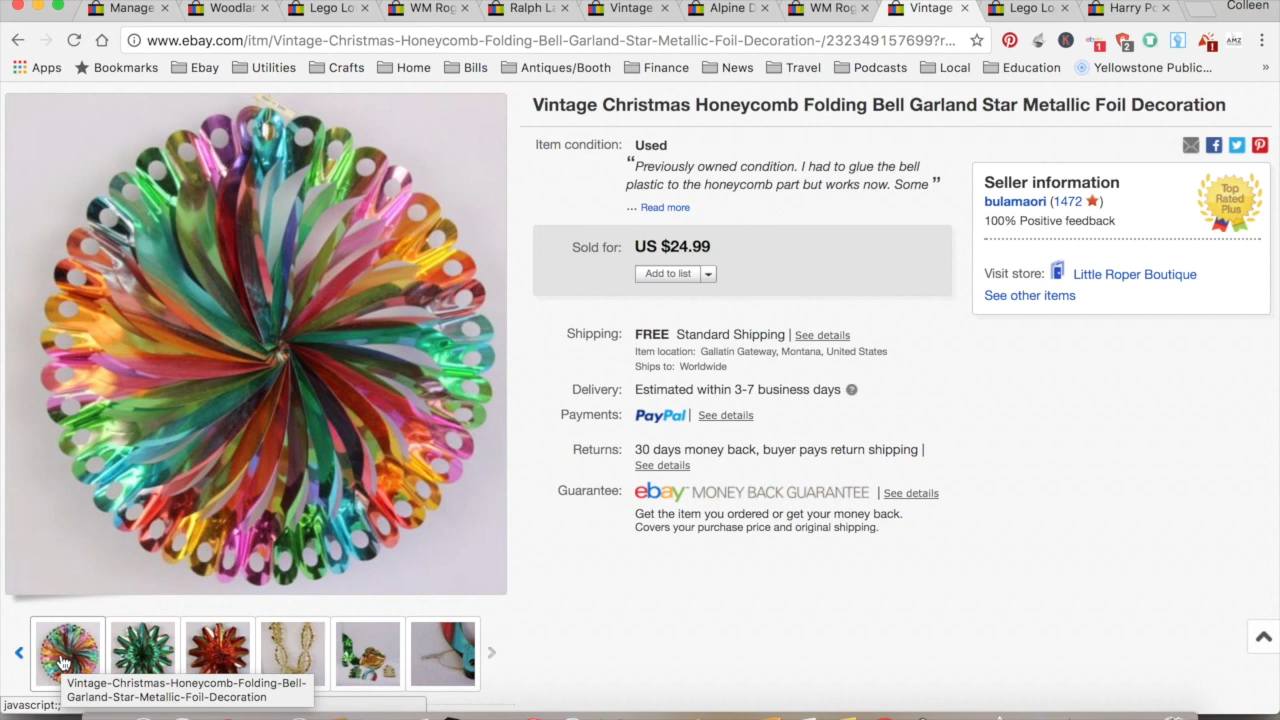 Manage
Woodlar
Lego Lo
WM Rog
Ralph La
Vintage
Alpine D
WM Rog
Vintage
Lego Lo
Harry Po
Colleen
www.ebay.com/itm/Vintage-Christmas-Honeycomb-Folding-Bell-Garland-Star-Metallic-Foil-Decoration-/232349157699?r...
Apps
Bookmarks
Ebay
Utilities
Crafts
Home
Bills
Antiques/Booth
Finance
News
Travel
Podcasts
Local
Education
Yellowstone Public...
»
Vintage Christmas Honeycomb Folding Bell Garland Star Metallic Foil Decoration
Item condition: Used
“Previously owned condition. I had to glue the bell
plastic to the honeycomb part but works now. Some ”
... Read more
Sold for: US $24.99
Add to list
Shipping: FREE Standard Shipping | See details
Item location: Gallatin Gateway, Montana, United States
Ships to: Worldwide
Delivery: Estimated within 3-7 business days
Payments: PayPal | See details
Returns: 30 days money back, buyer pays return shipping |
See details
Guarantee: ebay MONEY BACK GUARANTEE | See details
Get the item you ordered or get your money back.
Covers your purchase price and original shipping.
Seller information
bulamaori (1472 )
100% Positive feedback
Top
Rated
Plus
Visit store: Little Roper Boutique
See other items
Vintage-Christmas-Honeycomb-Folding-Bell-
Garland-Star-Metallic-Foil-Decoration
javascript:;